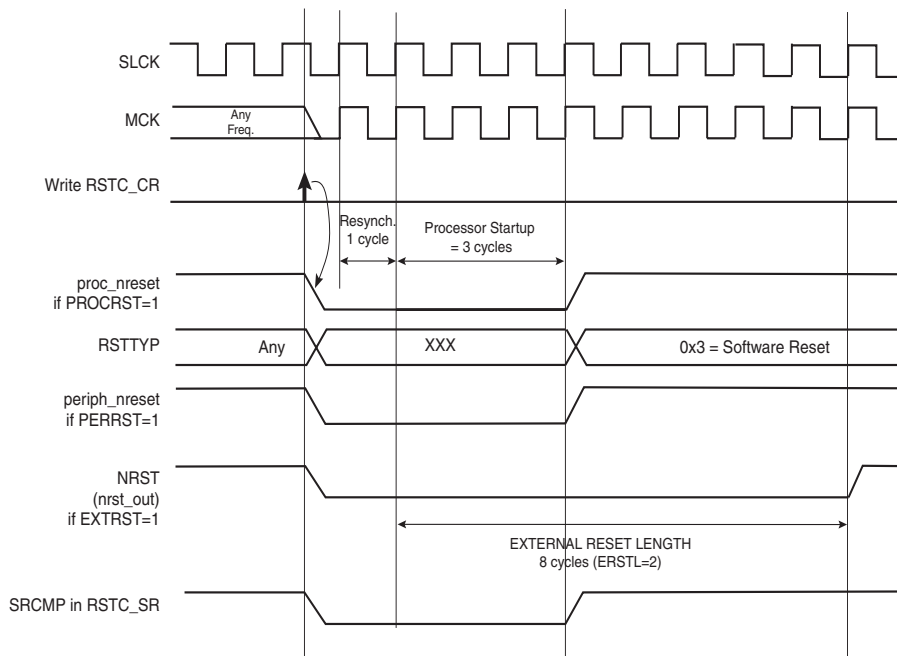 SLCK
MCK
Any
Freq.
Write RSTC_CR
Resynch.
1 cycle
Processor Startup
= 3 cycles
proc_nreset
if PROCRST=1
RSTTYP
Any
XXX
0x3 = Software Reset
periph_nreset
if PERRST=1
NRST
(nrst_out)
if EXTRST=1
EXTERNAL RESET LENGTH
8 cycles (ERSTL=2)
SRCMP in RSTC_SR